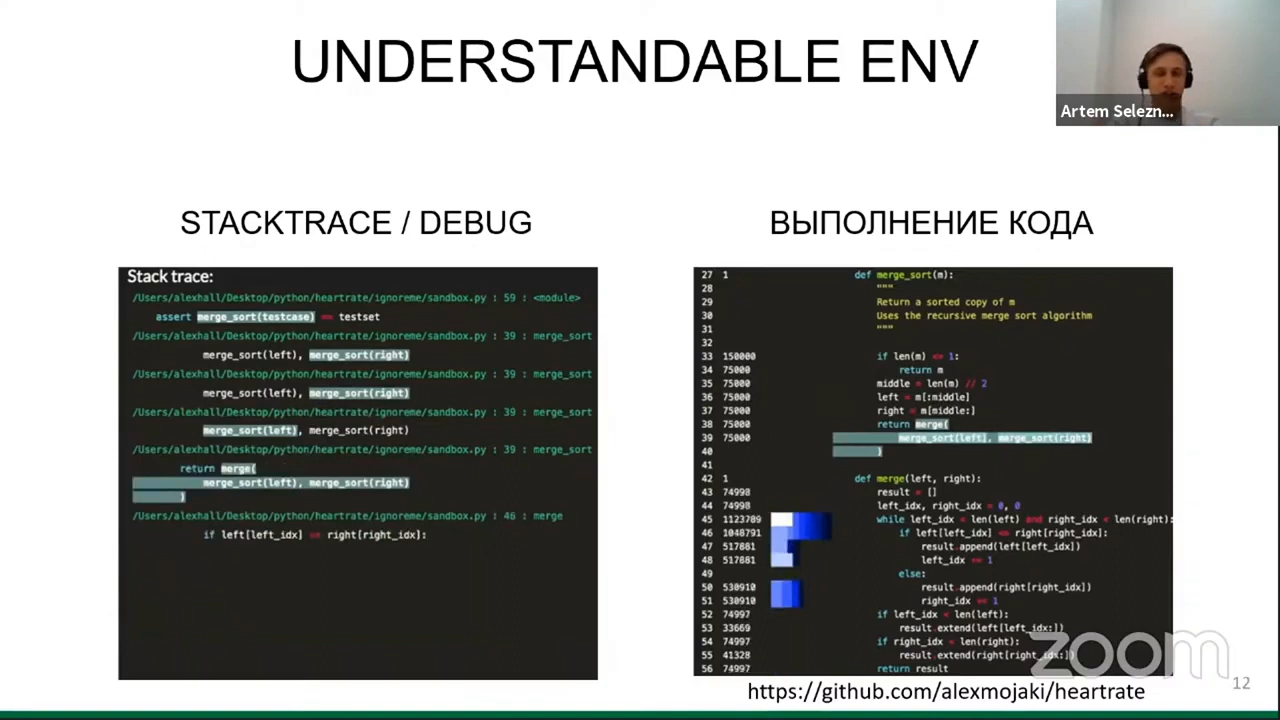 UNDERSTANDABLE ENV
Artem Selezn...
STACKTRACE / DEBUG
Stack trace:
/Users/alexhall/Desktop/python/heartrate/ignoreme/sandbox.py : 59 : <module>
assert merge_sort(testcase) == testset
/Users/alexhall/Desktop/python/heartrate/ignoreme/sandbox.py : 39 : merge_sort
merge_sort(left), merge_sort(right)
/Users/alexhall/Desktop/python/heartrate/ignoreme/sandbox.py : 39 : merge_sort
merge_sort(left), merge_sort(right)
/Users/alexhall/Desktop/python/heartrate/ignoreme/sandbox.py : 39 : merge_sort
merge_sort(left), merge_sort(right)
/Users/alexhall/Desktop/python/heartrate/ignoreme/sandbox.py : 39 : merge_sort
return merge(
merge_sort(left), merge_sort(right)
)
/Users/alexhall/Desktop/python/heartrate/ignoreme/sandbox.py : 46 : merge
if left[left_idx] <= right[right_idx]:
ВЫПОЛНЕНИЕ КОДА
27 1 def merge_sort(m):
28 """
29 Return a sorted copy of m
30 Uses the recursive merge sort algorithm
31 """
32
33 150000 if len(m) <= 1:
34 75000 return m
35 75000 middle = len(m) // 2
36 75000 left = m[:middle]
37 75000 right = m[middle:]
38 75000 return merge(
39 75000 merge_sort(left), merge_sort(right)
40 )
41
42 1 def merge(left, right):
43 74998 result = []
44 74998 left_idx, right_idx = 0, 0
45 1123789 while left_idx < len(left) and right_idx < len(right):
46 1048791 if left[left_idx] <= right[right_idx]:
47 517881 result.append(left[left_idx])
48 517881 left_idx += 1
49 else:
50 530910 result.append(right[right_idx])
51 530910 right_idx += 1
52 74997 if left_idx < len(left):
53 33669 result.extend(left[left_idx:])
54 74997 if right_idx < len(right):
55 41328 result.extend(right[right_idx:])
56 74997 return result
zoom
https://github.com/alexmojaki/heartrate
12